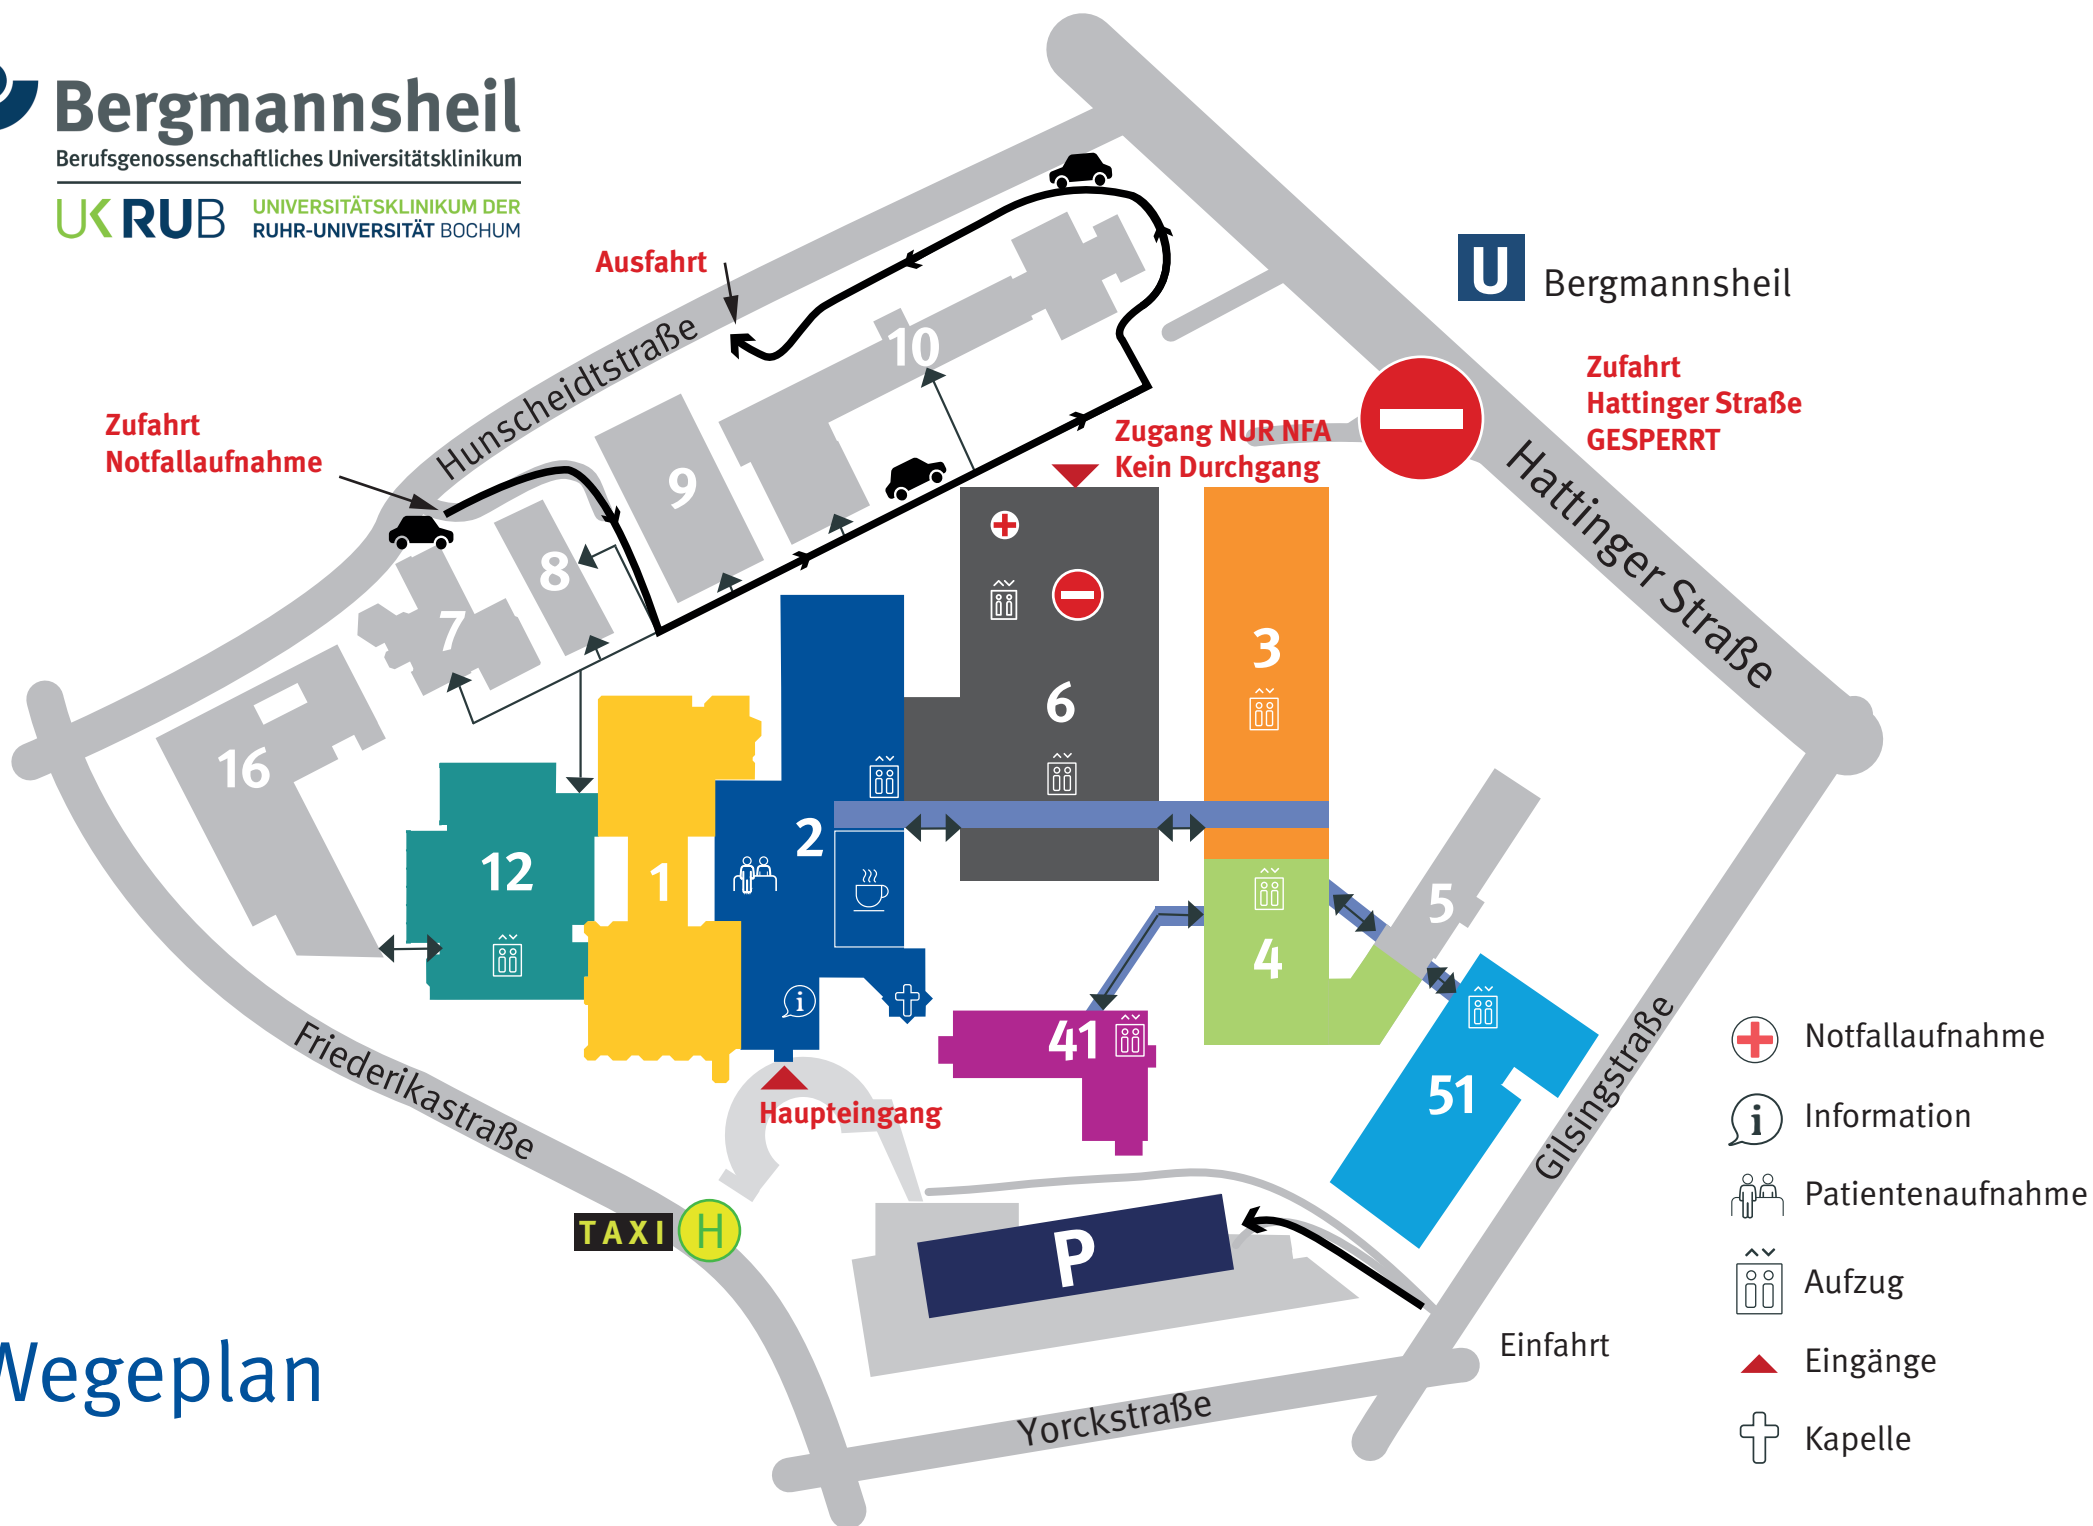 Bergmannsheil
Berufsgenossenschaftliches Universitätsklinikum
UK RUB
UNIVERSITÄTSKLINIKUM DER
RUHR-UNIVERSITÄT BOCHUM
Ausfahrt
U Bergmannsheil
Zufahrt
Hattinger Straße
GESPERRT
Hunscheidtstraße
10
Zufahrt
Notfallaufnahme
Zugang NUR NFA
Kein Durchgang
Hattinger Straße
9
8
7
3
6
16
2
12
1
5
4
41
51
Friederikastraße
Haupteingang
Gilsingstraße
TAXI H
P
Einfahrt
Yorckstraße
Notfallaufnahme
i Information
Patientenaufnahme
Aufzug
Eingänge
Kapelle
Wegeplan